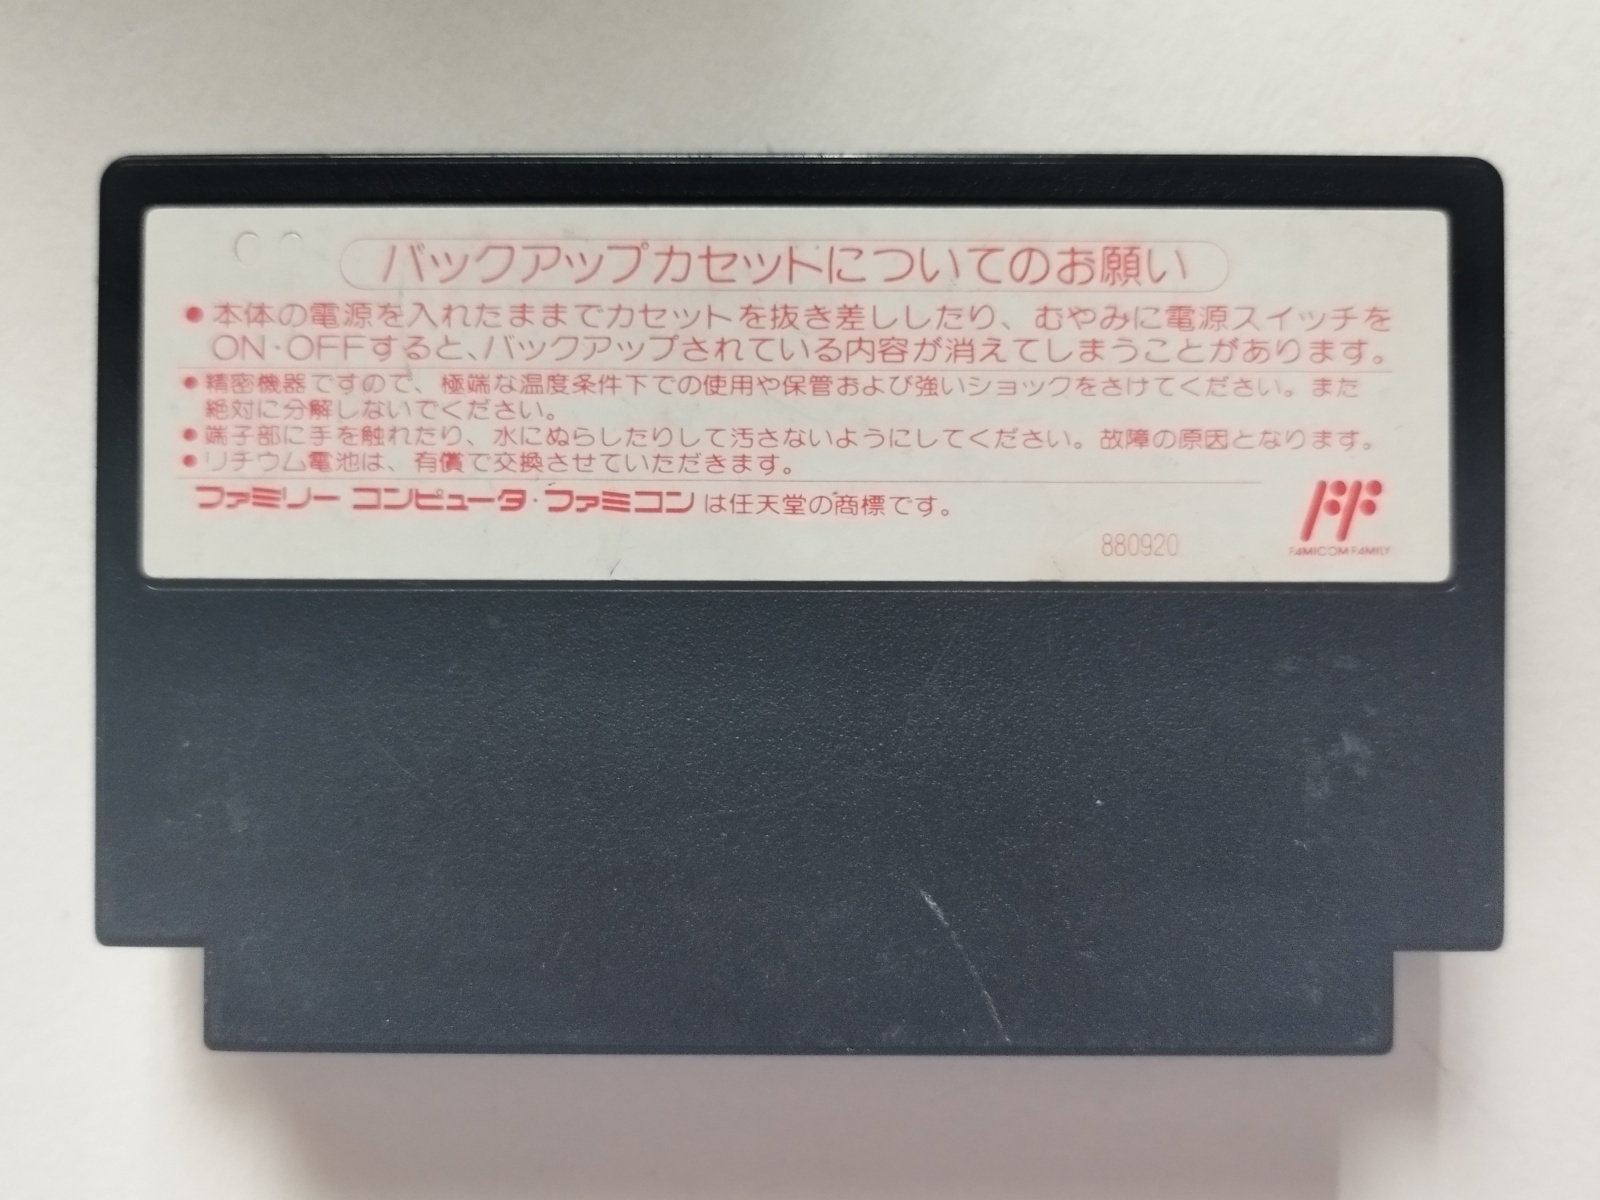 バックアップカセットについてのお願い
●本体の電源を入れたままでカセットを抜き差ししたり、むやみに電源スイッチを
ON·OFFすると、バックアップされている内容が消えてしまうことがあります。
●精密機器ですので、極端な温度条件下での使用や保管および強いショックをさけてください。また
絶対に分解しないでください。
●端子部に手を触れたり、水にぬらしたりして汚さないようにしてください。故障の原因となります。
●リチウム電池は、有償で交換させていただきます。
ファミリー コンピュータ·ファミコンは任天堂の商標です。
880920
FF
FAMICOM FAMILY